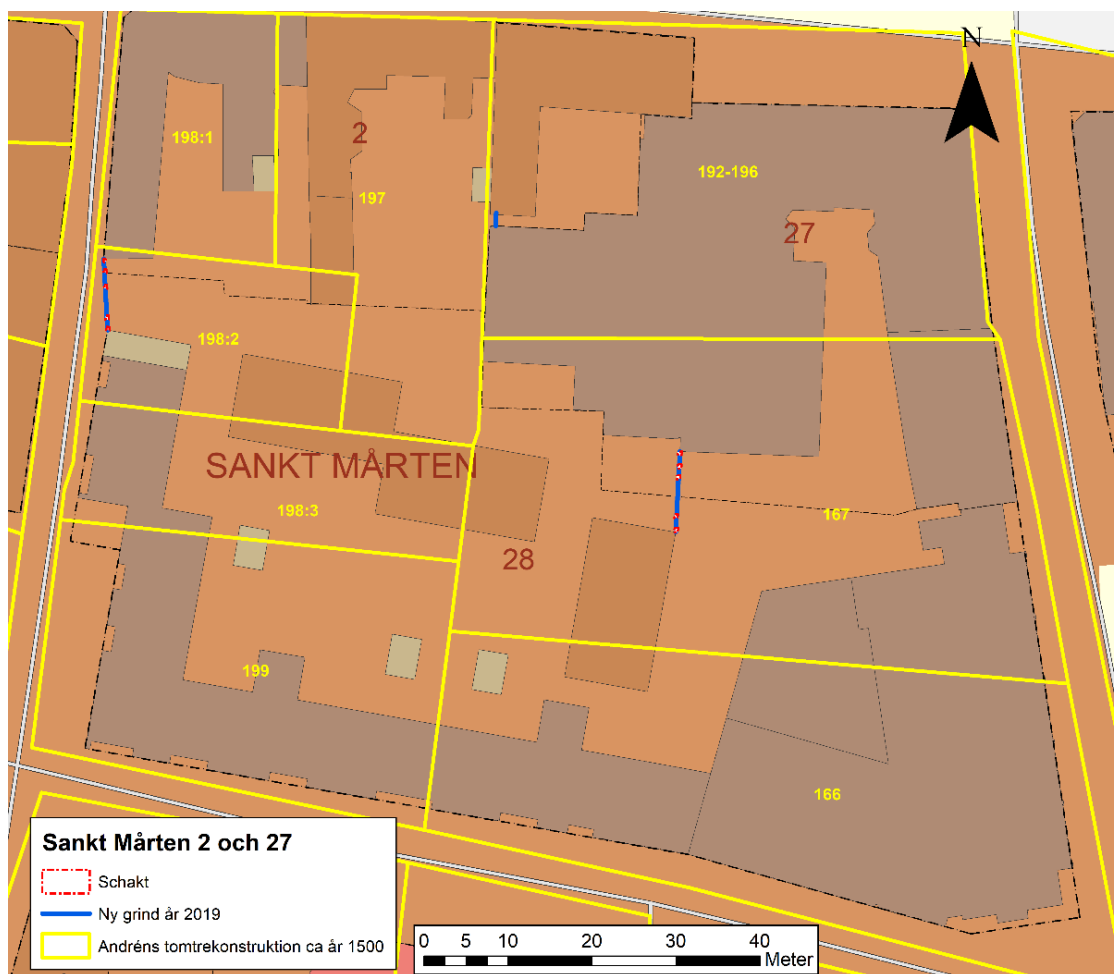 N
198:1
2
197
192-196
27
198:2
SANKT MÅRTEN
198:3
167
28
199
166
Sankt Mårten 2 och 27
Schakt
Ny grind år 2019
Andréns tomtrekonstruktion ca år 1500
0 5 10 20 30 40
Meter